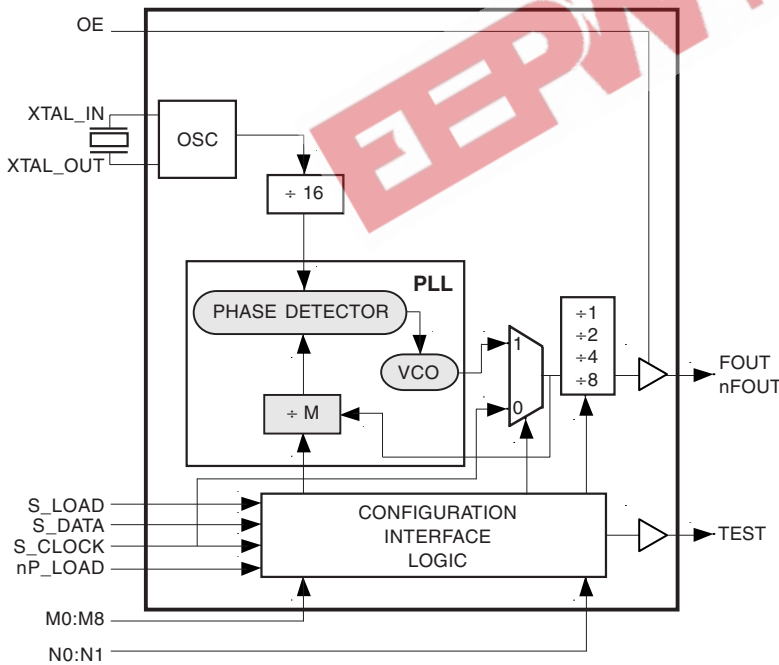 OE
XTAL_IN
XTAL_OUT
OSC
÷ 16
PLL
PHASE DETECTOR
VCO
÷ M
1
0
÷1
÷2
÷4
÷8
FOUT
nFOUT
S_LOAD
S_DATA
S_CLOCK
nP_LOAD
CONFIGURATION
INTERFACE
LOGIC
TEST
M0:M8
N0:N1